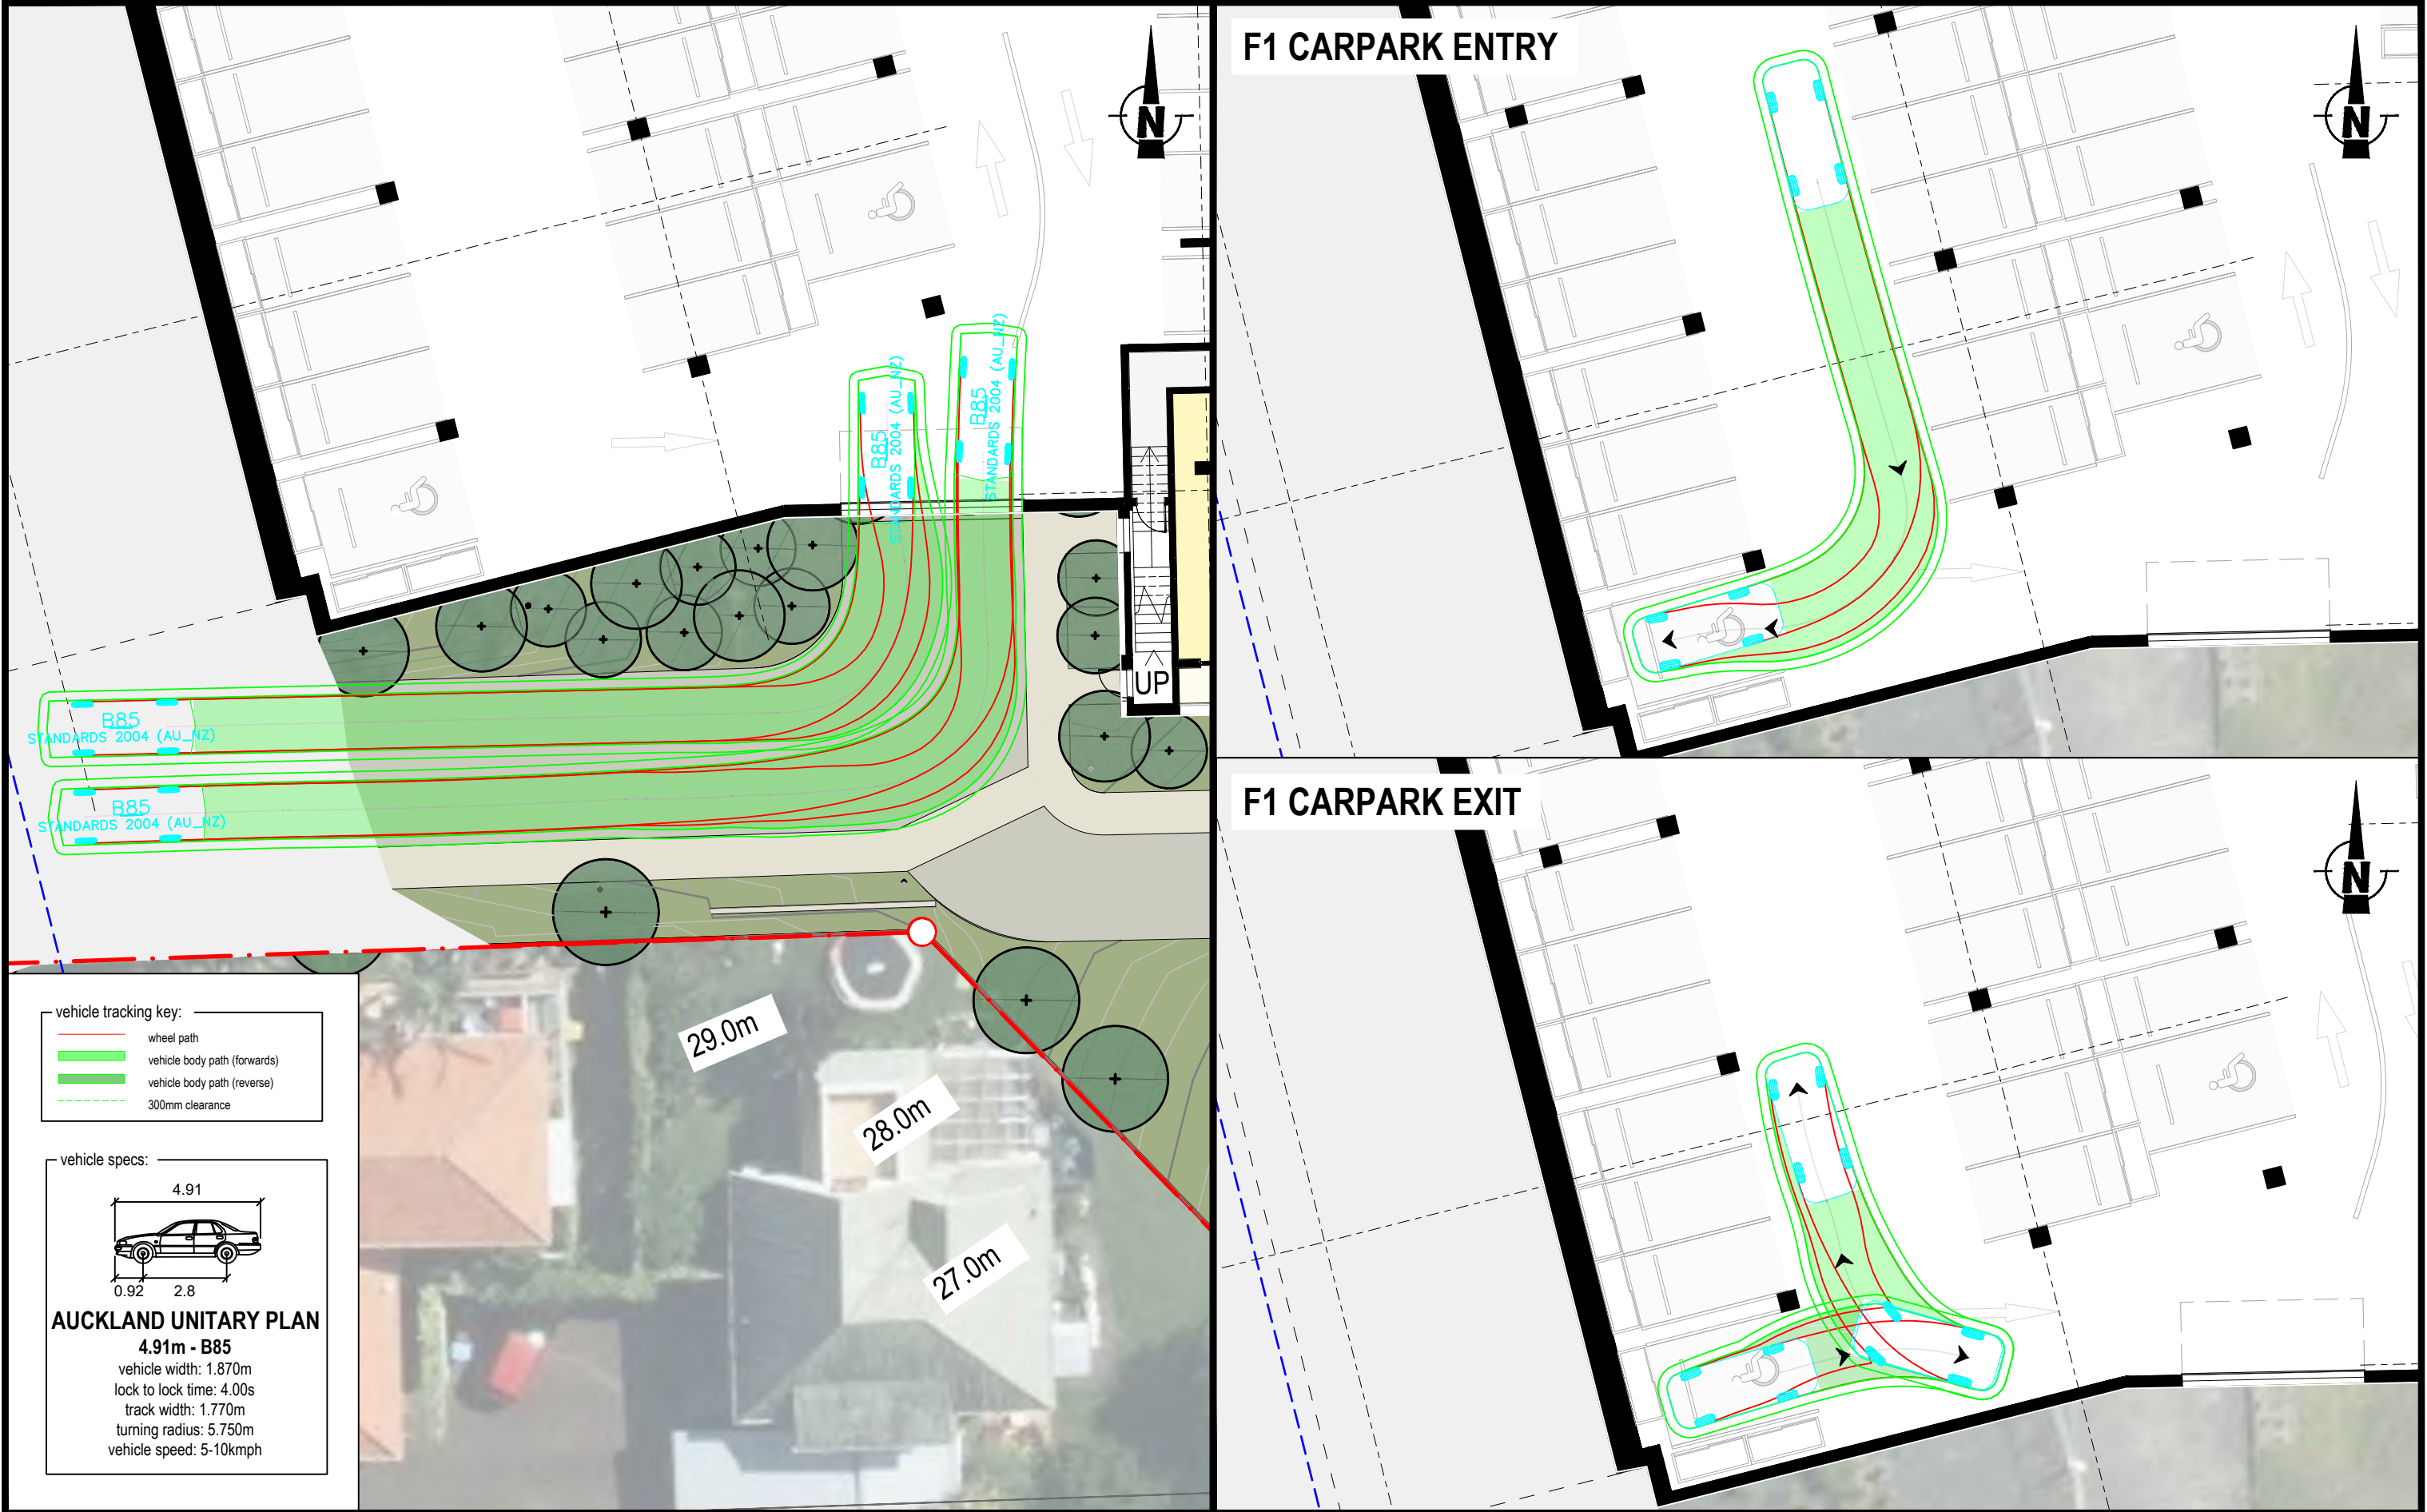 N
B85
STANDARDS 2004 (AU_NZ)
B85
STANDARDS 2004 (AU_NZ)
B85
STANDARDS 2004 (AU_NZ)
B85
STANDARDS 2004 (AU_NZ)
UP
29.0m
28.0m
27.0m
vehicle tracking key:
wheel path
vehicle body path (forwards)
vehicle body path (reverse)
300mm clearance
vehicle specs:
4.91
0.92 2.8
AUCKLAND UNITARY PLAN
4.91m - B85
vehicle width: 1.870m
lock to lock time: 4.00s
track width: 1.770m
turning radius: 5.750m
vehicle speed: 5-10kmph
F1 CARPARK ENTRY
N
F1 CARPARK EXIT
N